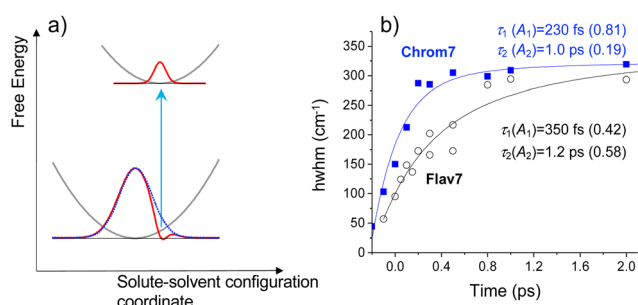 a)
Free Energy
Solute-solvent configuration
coordinate
b)
hwhm (cm⁻¹)
350
300
250
200
150
100
50
0
Chrom7
τ₁ (A₁)=230 fs (0.81)
τ₂ (A₂)=1.0 ps (0.19)
τ₁(A₁)=350 fs (0.42)
τ₂(A₂)=1.2 ps (0.58)
Flav7
0.0 0.4 0.8 1.2 1.6 2.0
Time (ps)